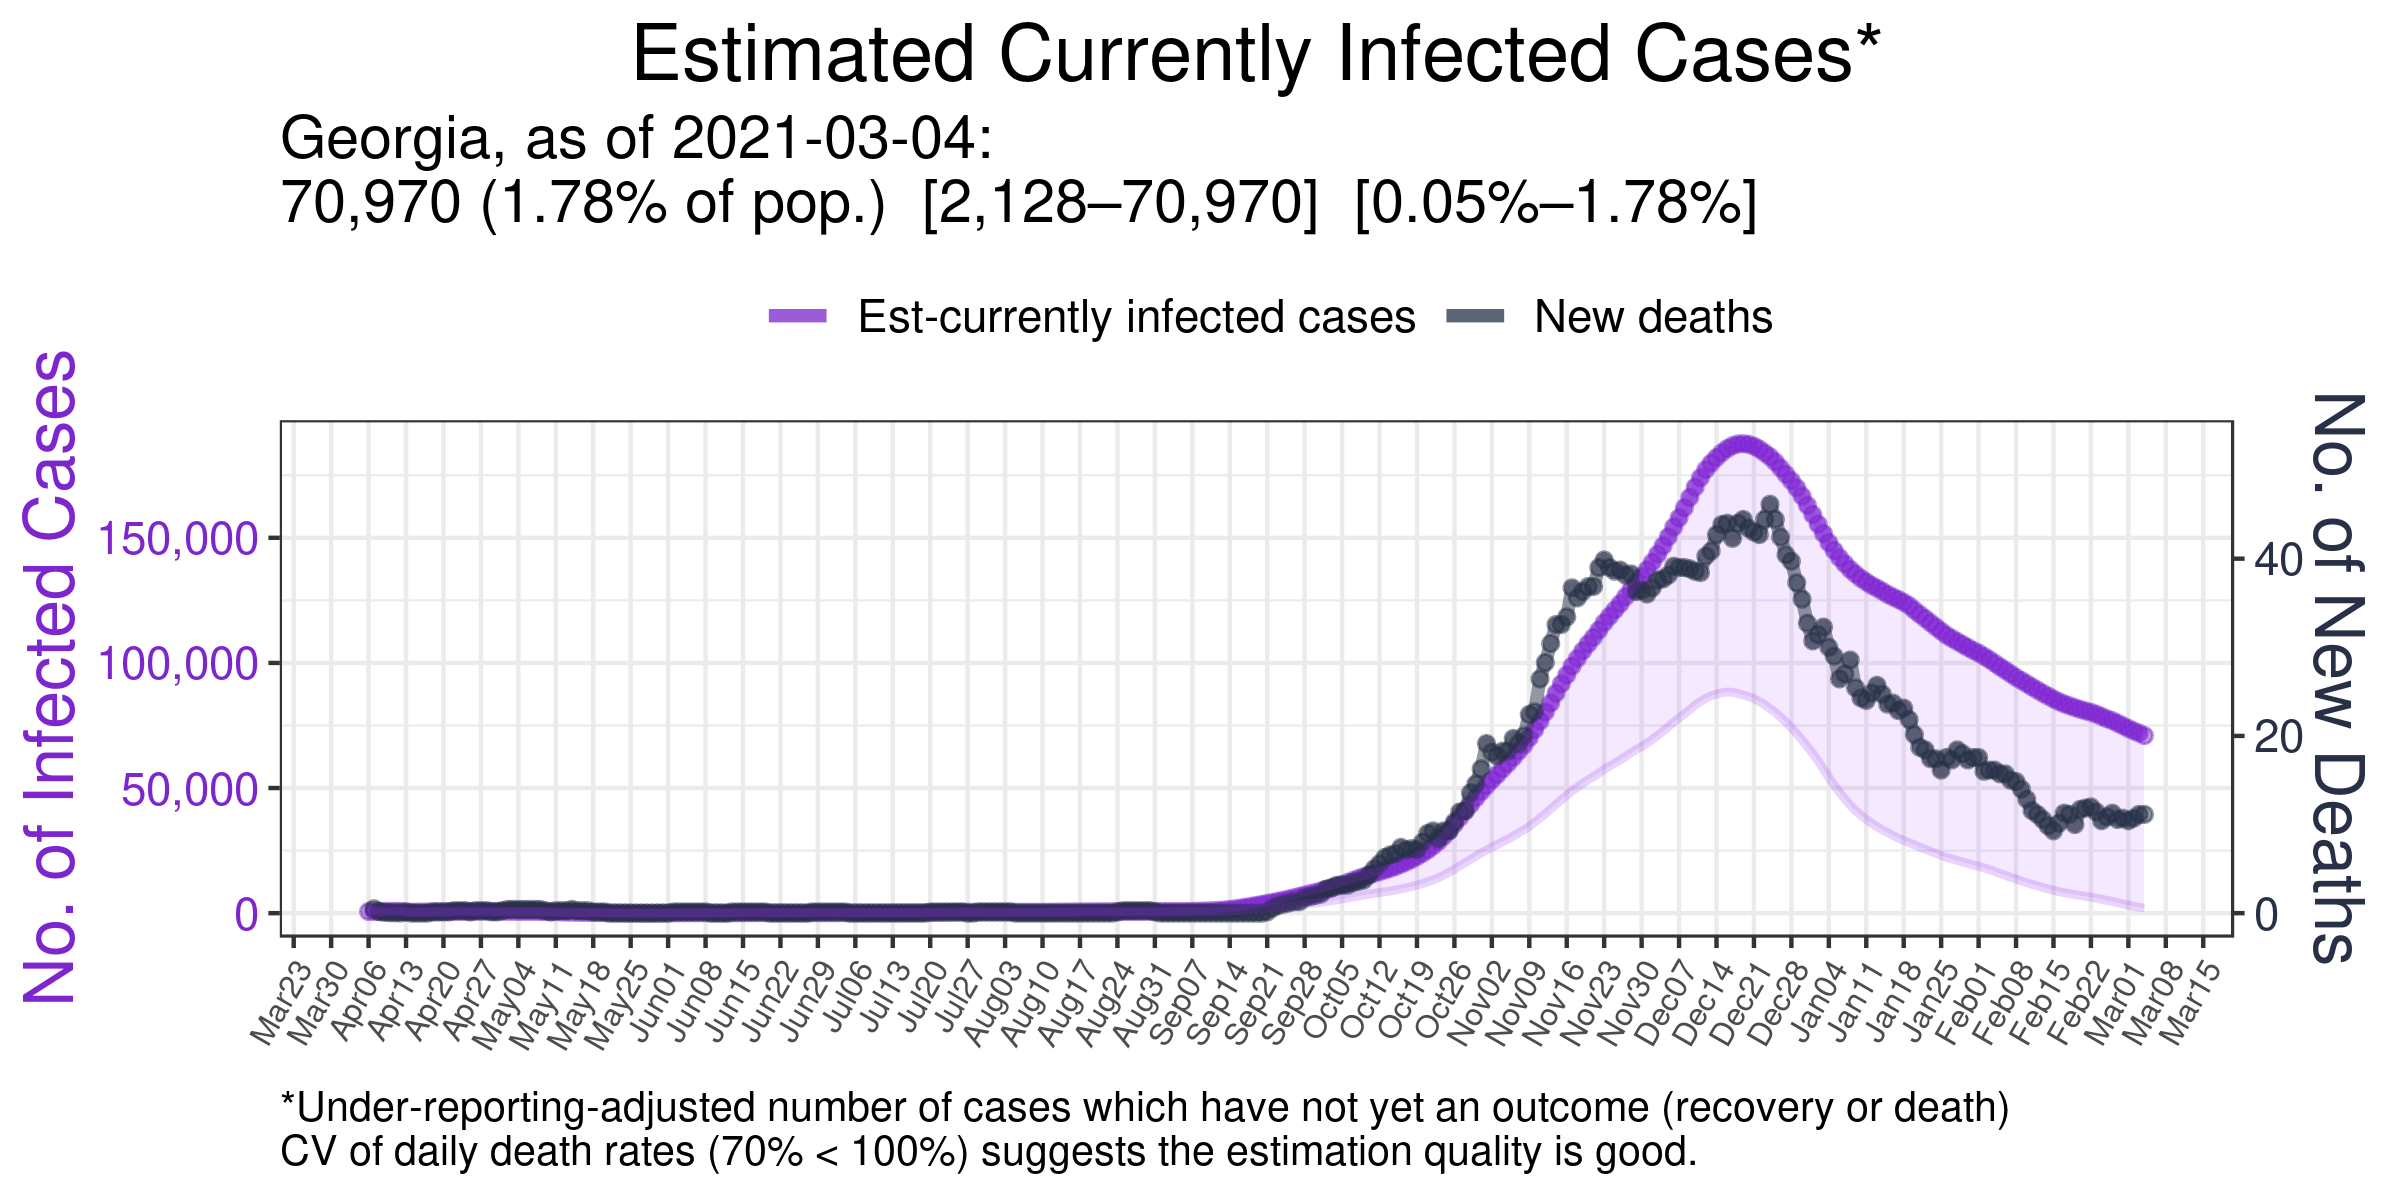 Estimated Currently Infected Cases*
Georgia, as of 2021-03-04:
70,970 (1.78% of pop.) [2,128–70,970] [0.05%–1.78%]
Est-currently infected cases
New deaths
No. of Infected Cases
150,000
100,000
50,000
0
No. of New Deaths
40
20
0
Mar23
Mar30
Apr06
Apr13
Apr20
Apr27
May04
May11
May18
May25
Jun01
Jun08
Jun15
Jun22
Jun29
Jul06
Jul13
Jul20
Jul27
Aug03
Aug10
Aug17
Aug24
Aug31
Sep07
Sep14
Sep21
Sep28
Oct05
Oct12
Oct19
Oct26
Nov02
Nov09
Nov16
Nov23
Nov30
Dec07
Dec14
Dec21
Dec28
Jan04
Jan11
Jan18
Jan25
Feb01
Feb08
Feb15
Feb22
Mar01
Mar08
Mar15
*Under-reporting-adjusted number of cases which have not yet an outcome (recovery or death)
CV of daily death rates (70% < 100%) suggests the estimation quality is good.